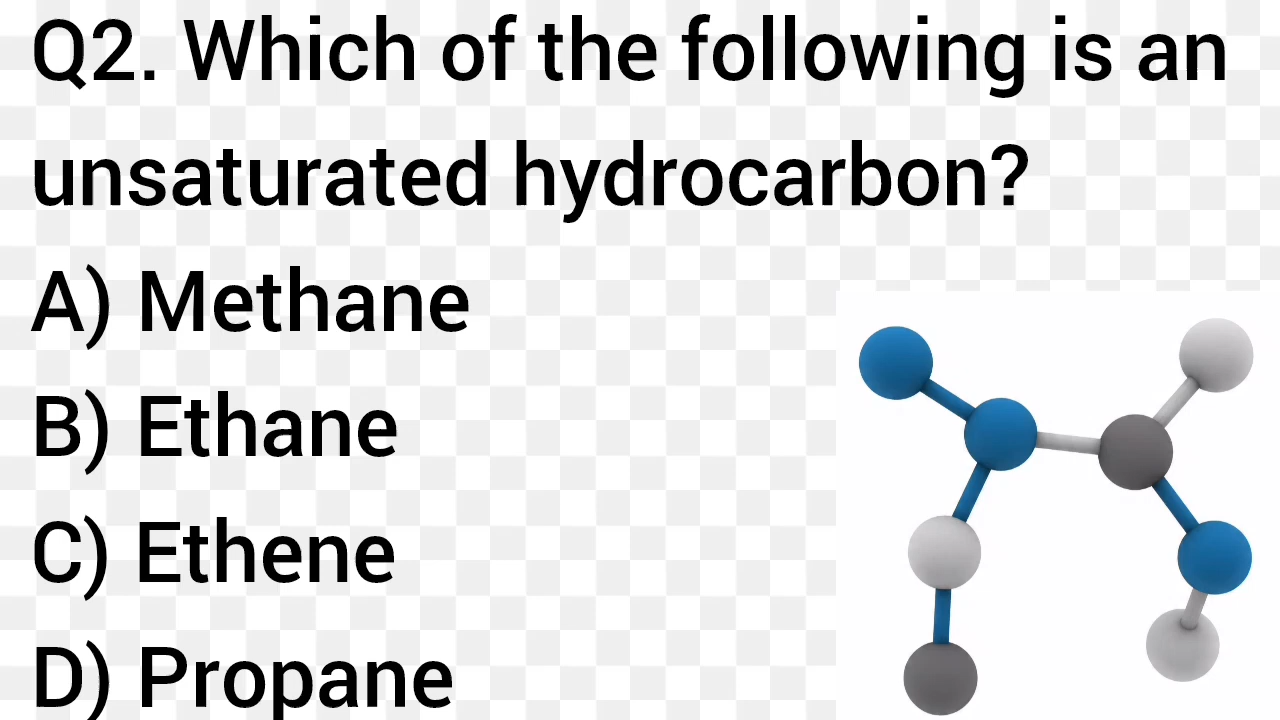 Q2. Which of the following is an
unsaturated hydrocarbon?
A) Methane
B) Ethane
C) Ethene
D) Propane